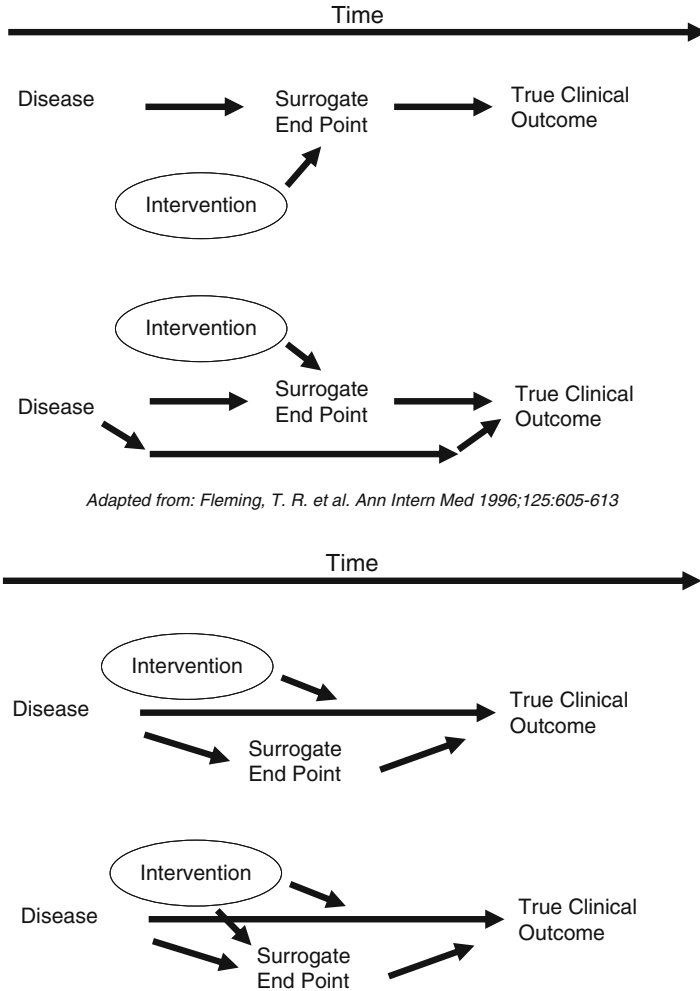 Time
Disease
Surrogate
End Point
True Clinical
Outcome
Intervention
Intervention
Disease
Surrogate
End Point
True Clinical
Outcome
Adapted from: Fleming, T. R. et al. Ann Intern Med 1996;125:605-613
Time
Intervention
Disease
True Clinical
Outcome
Surrogate
End Point
Intervention
Disease
True Clinical
Outcome
Surrogate
End Point